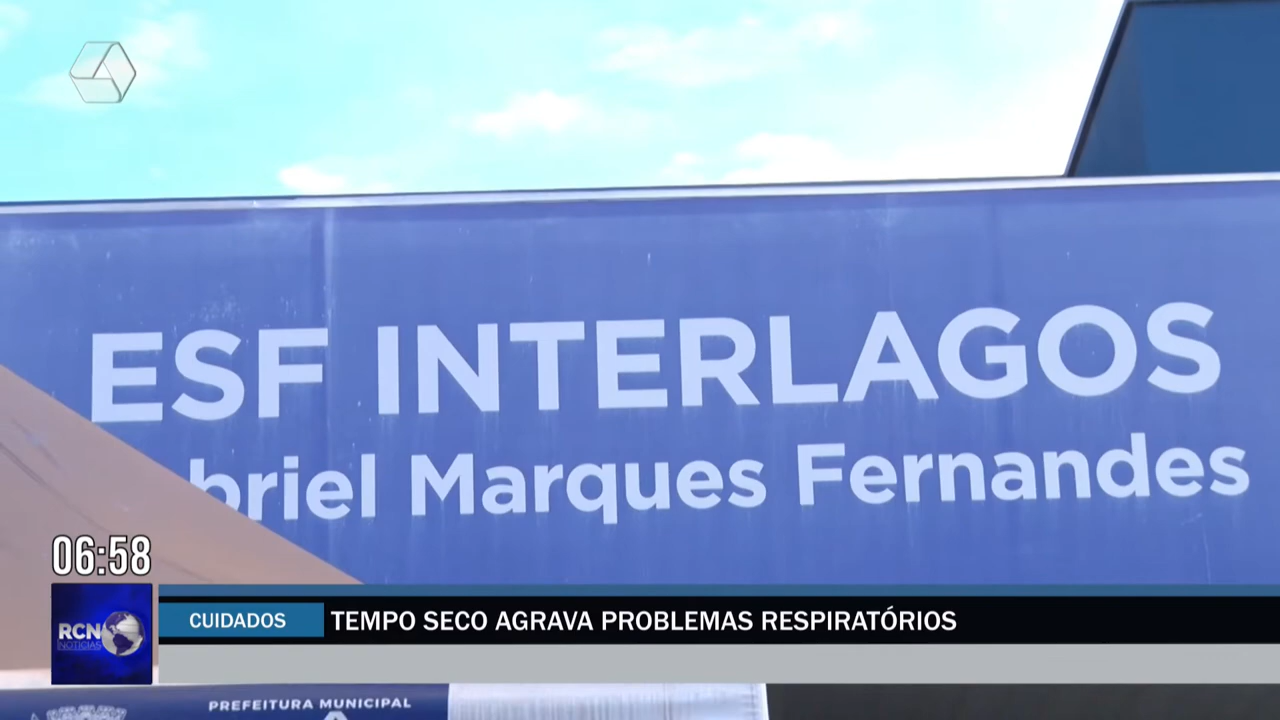 ESF INTERLAGOS
briel Marques Fernandes
06:58
RCN
NOTÍCIAS
CUIDADOS
TEMPO SECO AGRAVA PROBLEMAS RESPIRATÓRIOS
PREFEITURA MUNICIPAL